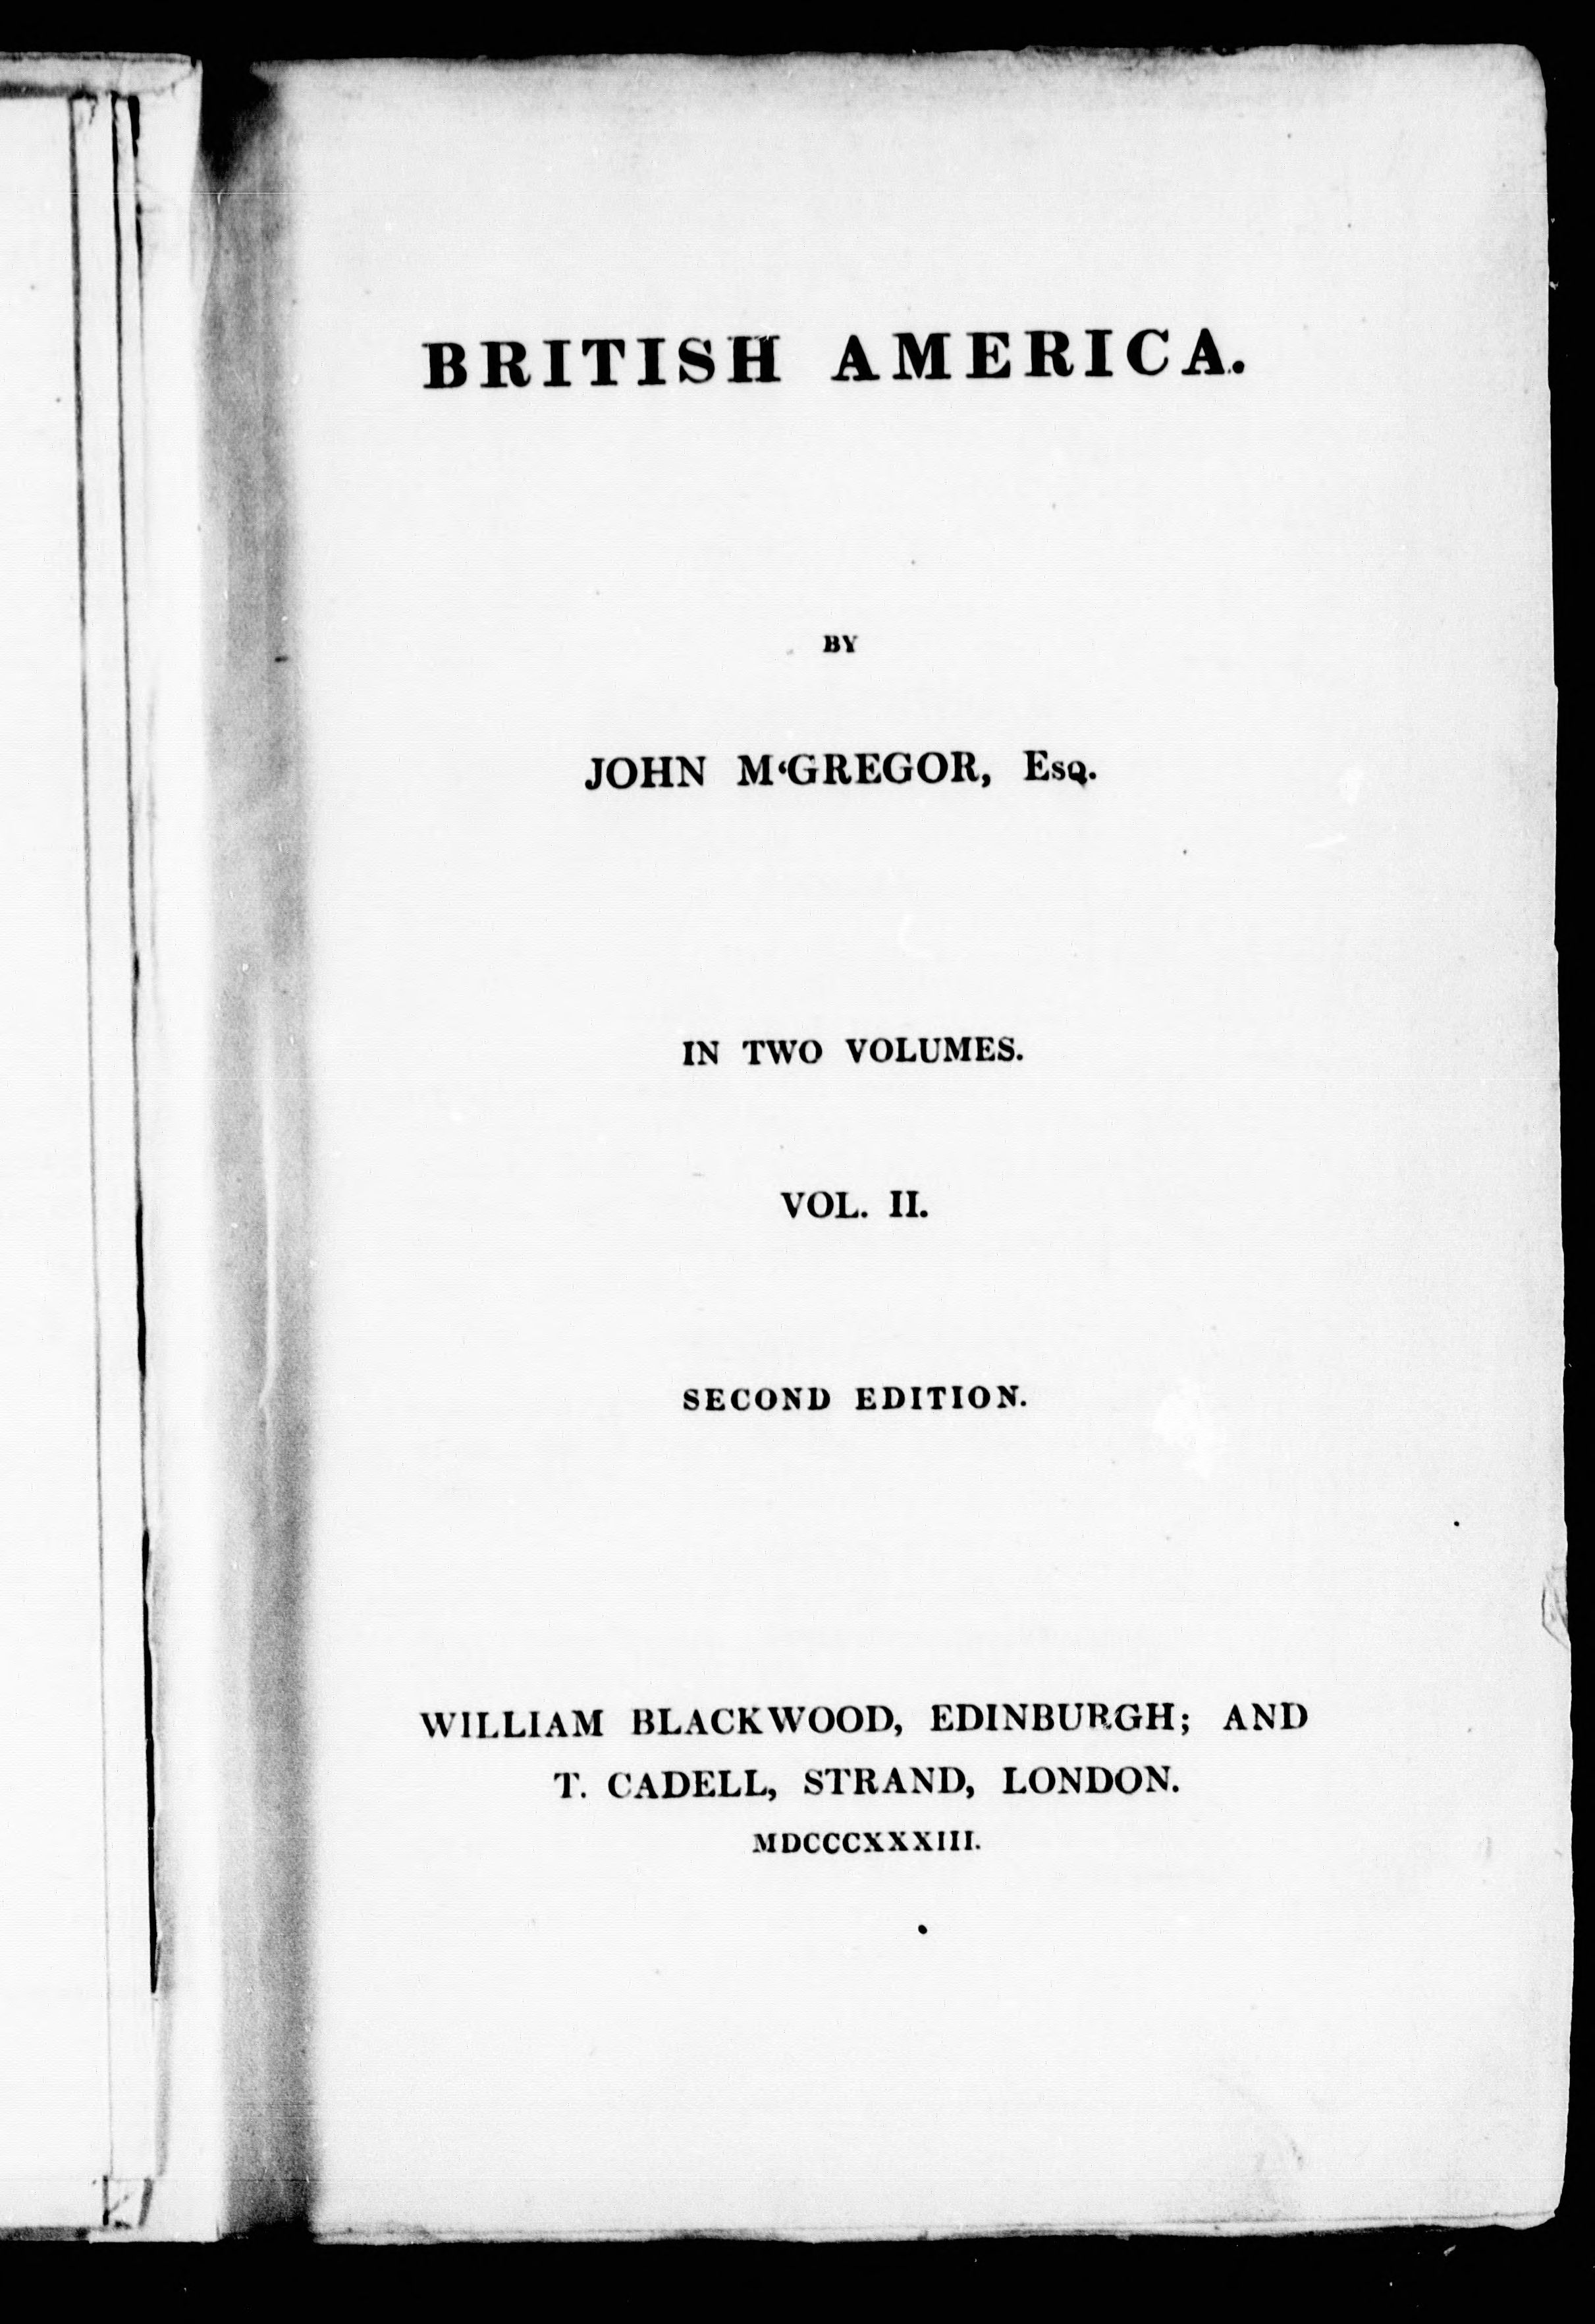 BRITISH AMERICA.
BY
JOHN M‘GREGOR, Esq.
IN TWO VOLUMES.
VOL. II.
SECOND EDITION.
WILLIAM BLACKWOOD, EDINBURGH; AND
T. CADELL, STRAND, LONDON.
MDCCCXXXIII.